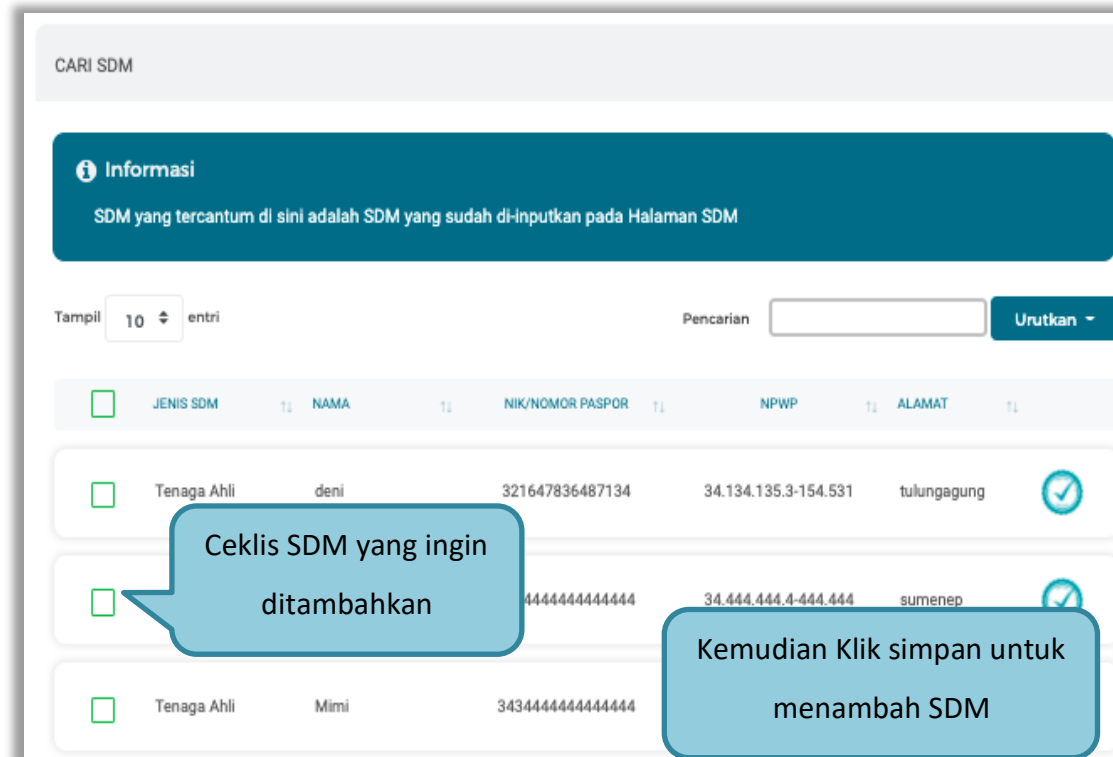 CARI SDM
Informasi
SDM yang tercantum di sini adalah SDM yang sudah di-inputkan pada Halaman SDM
Tampil 10 entri Pencarian Urutkan
JENIS SDM NAMA NIK/NOMOR PASPOR NPWP ALAMAT
Tenaga Ahli deni 321647836487134 34.134.135.3-154.531 tulungagung
Ceklis SDM yang ingin
ditambahkan
34.444.444.4-444.444 sumenep
Kemudian Klik simpan untuk
menambah SDM
Tenaga Ahli Mimi 3434444444444444